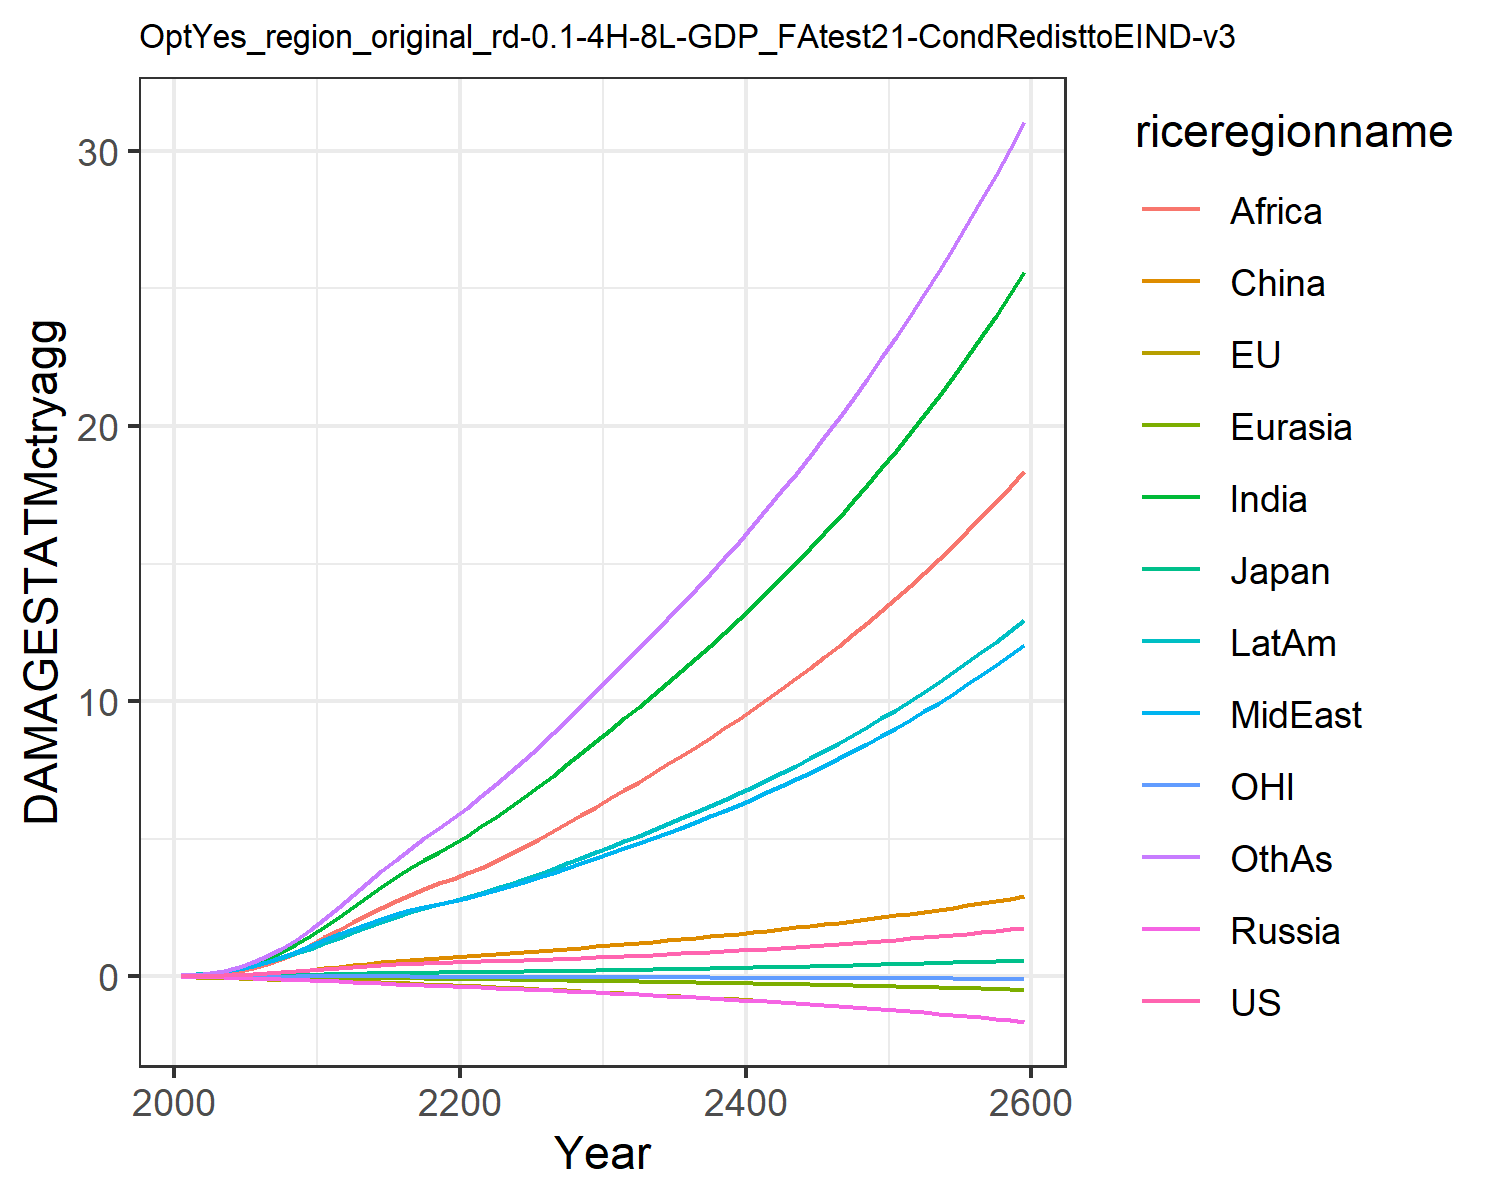 OptYes_region_original_rd-0.1-4H-8L-GDP_FAtest21-CondRedisttoEIND-v3
DAMAGESTATMctryagg
30
20
10
0
2000
2200
2400
2600
Year
riceregionname
Africa
China
EU
Eurasia
India
Japan
LatAm
MidEast
OHI
OthAs
Russia
US